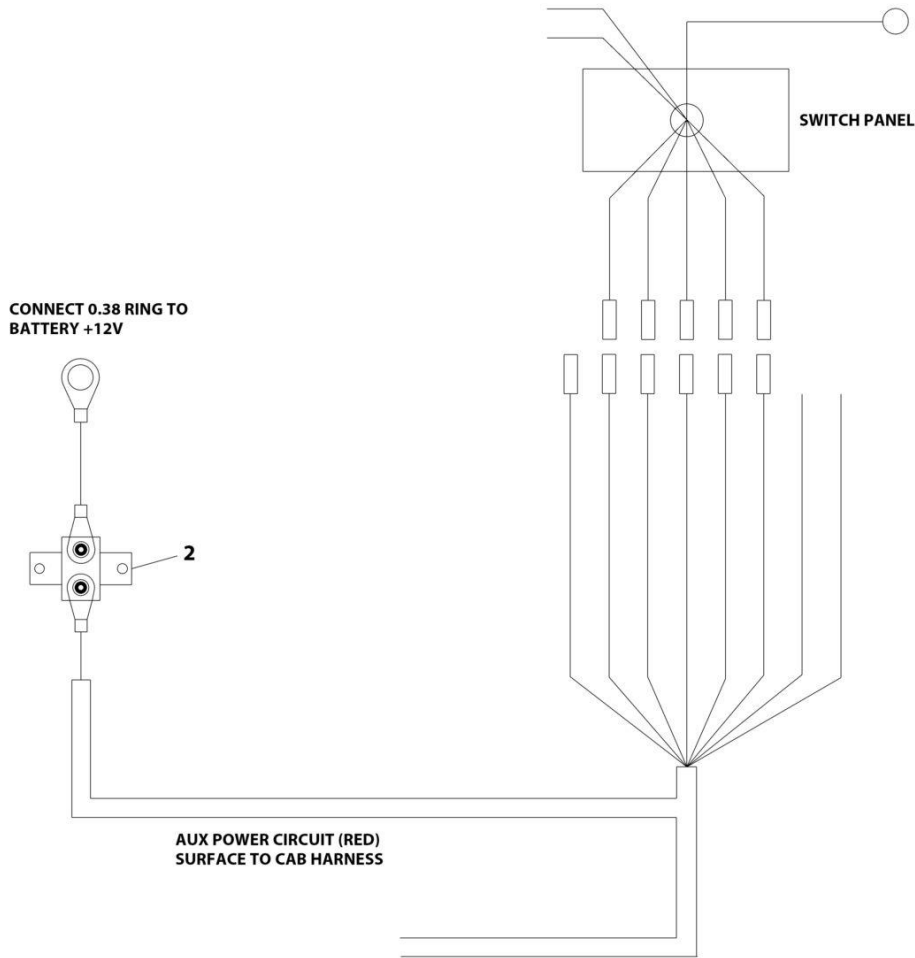 SWITCH PANEL
CONNECT 0.38 RING TO
BATTERY +12V
2
AUX POWER CIRCUIT (RED)
SURFACE TO CAB HARNESS